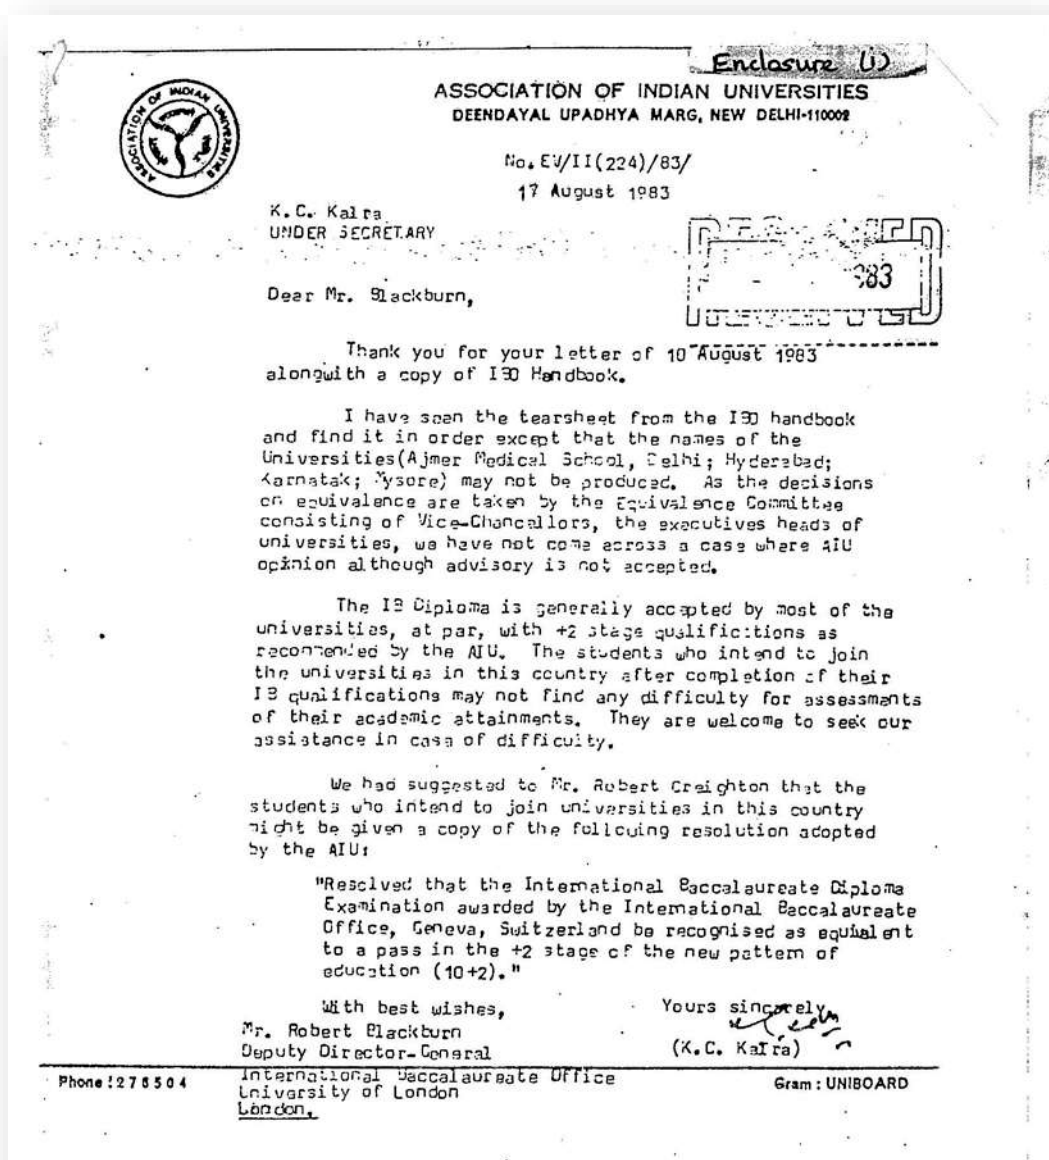 Enclosure (1)
ASSOCIATION OF INDIAN UNIVERSITIES
DEENDAYAL UPADHYA MARG, NEW DELHI-110002
ASSOCIATION OF INDIAN UNIVERSITIES
No. EV/II(224)/83/
17 August 1983
K.C. Kalra
UNDER SECRETARY
983
Dear Mr. Blackburn,
Thank you for your letter of 10 August 1983
alongwith a copy of IBO Handbook.
I have seen the tearsheet from the IBO handbook
and find it in order except that the names of the
Universities(Ajmer Medical School, Delhi; Hyderabad;
Karnatak; Mysore) may not be produced. As the decisions
on equivalence are taken by the Equivalence Committee
consisting of Vice-Chancallors, the executives heads of
universities, we have not come across a case where AIU
opinion although advisory is not accepted.
The IB Diploma is generally accepted by most of the
universities, at par, with +2 stage qualifications as
recommended by the AIU. The students who intend to join
the universities in this country after completion of their
IB qualifications may not find any difficulty for assessments
of their academic attainments. They are welcome to seek our
assistance in case of difficulty.
We had suggested to Mr. Robert Creighton that the
students who intend to join universities in this country
might be given a copy of the following resolution adopted
by the AIU:
"Resolved that the International Baccalaureate Diploma
Examination awarded by the International Baccalaureate
Office, Geneva, Switzerland be recognised as equivalent
to a pass in the +2 stage of the new pattern of
education (10+2)."
With best wishes,
Yours sincerely,
Mr. Robert Blackburn
Deputy Director-General
(K.C. Kalra)
International Baccalaureate Office
University of London
London.
Phone : 276504
Gram : UNIBOARD